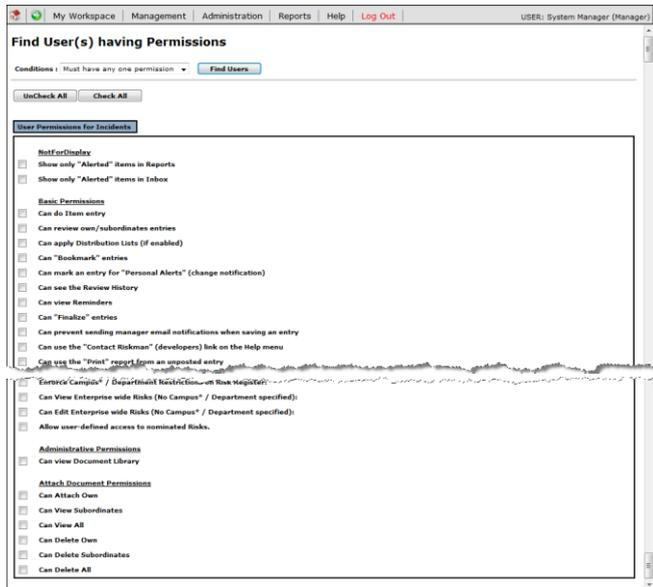 My Workspace | Management | Administration | Reports | Help | Log Out | USER: System Manager (Manager)
Find User(s) having Permissions
Conditions : Must have any one permission Find Users
UnCheck All Check All
User Permissions for Incidents
NotForDisplay
Show only "Alerted" items in Reports
Show only "Alerted" items in Inbox
Basic Permissions
Can do Item entry
Can review own/subordinates entries
Can apply Distribution Lists (if enabled)
Can "Bookmark" entries
Can mark an entry for "Personal Alerts" (change notification)
Can see the Review History
Can view Reminders
Can "Finalize" entries
Can prevent sending manager email notifications when saving an entry
Can use the "Contact Riskman" (developers) link on the Help menu
Can use the "Print" report from an unposted entry
Enforce Campus* / Department Restriction on Risk Register:
Can View Enterprise wide Risks (No Campus* / Department specified):
Can Edit Enterprise wide Risks (No Campus* / Department specified):
Allow user-defined access to nominated Risks.
Administrative Permissions
Can view Document Library
Attach Document Permissions
Can Attach Own
Can View Subordinates
Can View All
Can Delete Own
Can Delete Subordinates
Can Delete All